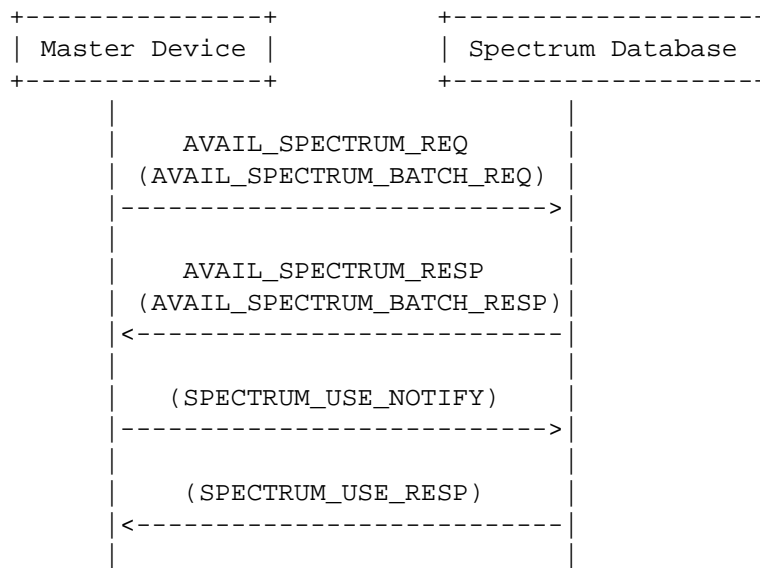 Master Device
Spectrum Database
AVAIL_SPECTRUM_REQ
(AVAIL_SPECTRUM_BATCH_REQ)
AVAIL_SPECTRUM_RESP
(AVAIL_SPECTRUM_BATCH_RESP)
(SPECTRUM_USE_NOTIFY)
(SPECTRUM_USE_RESP)